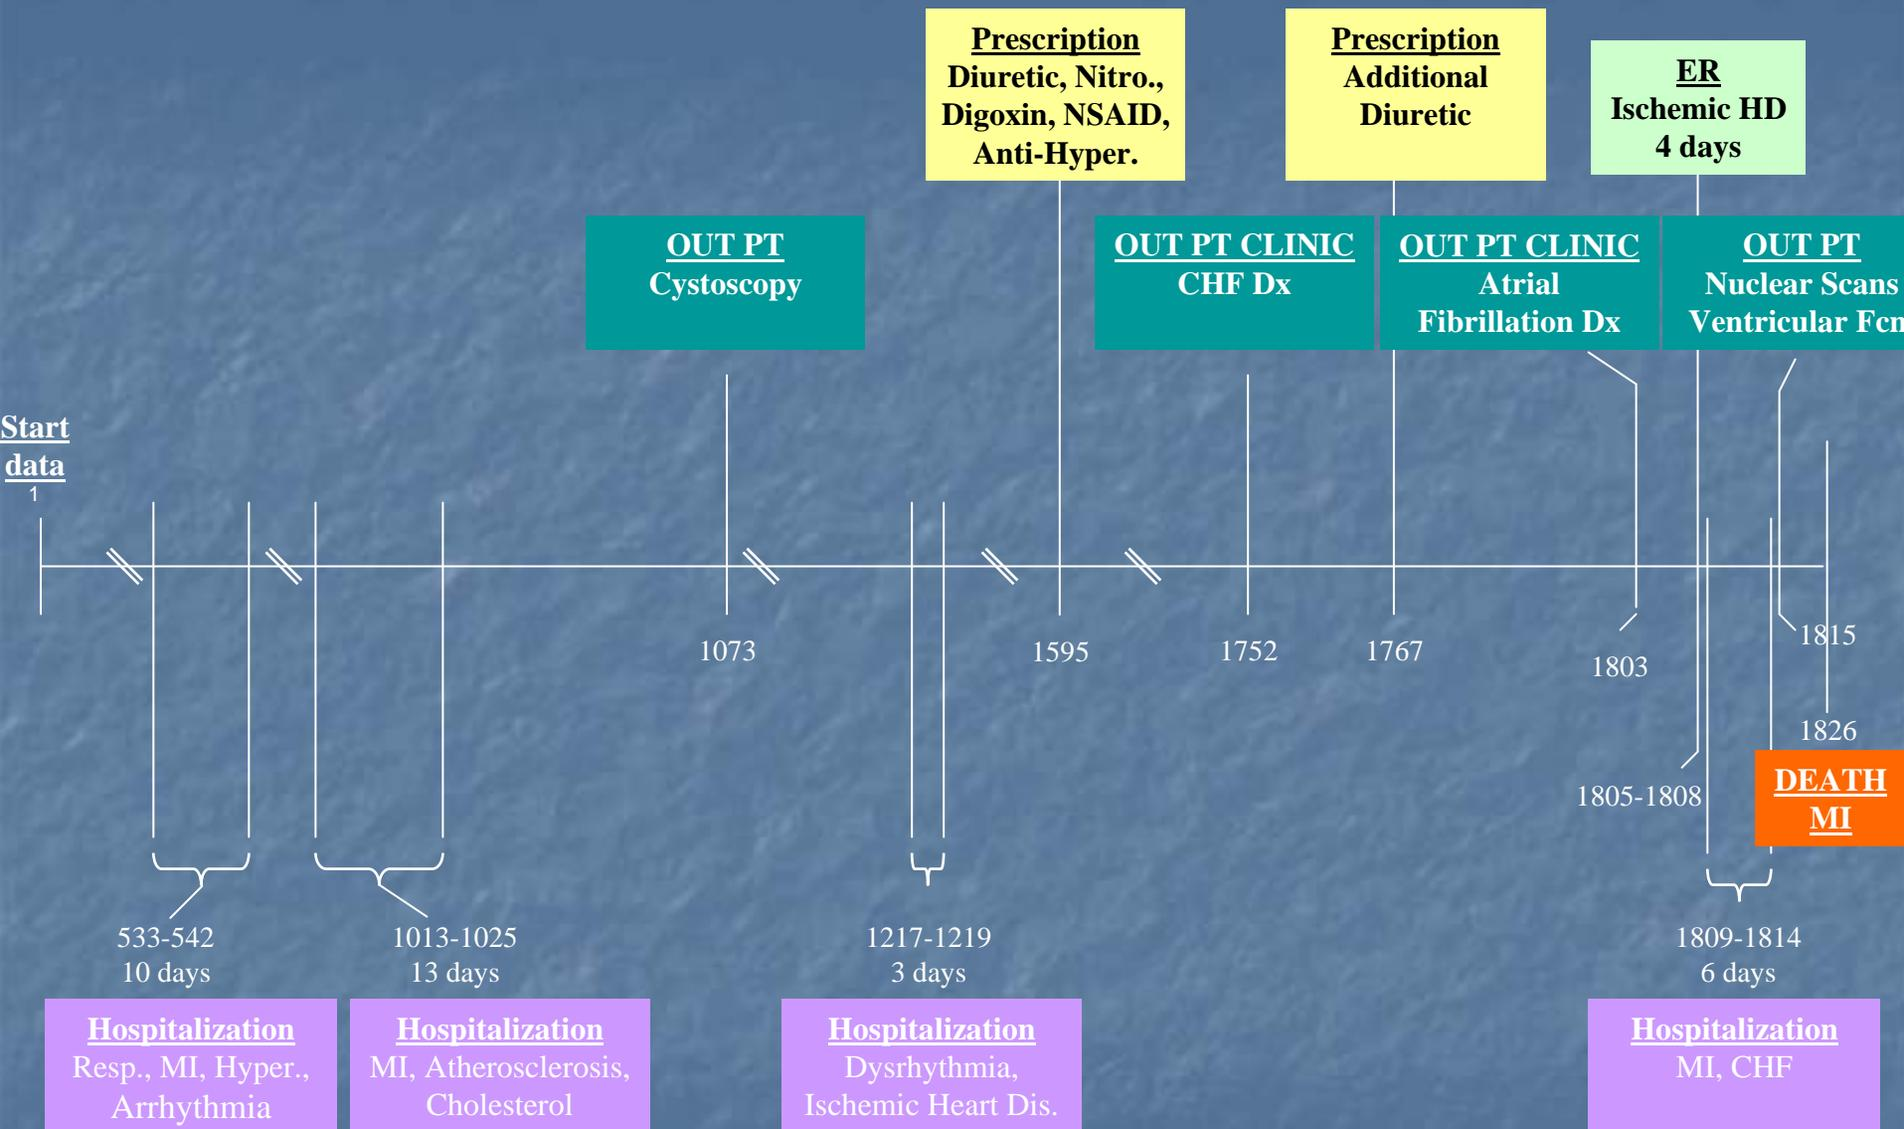 Prescription
Diuretic, Nitro.,
Digoxin, NSAID,
Anti-Hyper.
Prescription
Additional
Diuretic
ER
Ischemic HD
4 days
OUT PT
Cystoscopy
OUT PT CLINIC
CHF Dx
OUT PT CLINIC
Atrial
Fibrillation Dx
OUT PT
Nuclear Scans
Ventricular Fcn
Start
data
1
1073
1595
1752
1767
1803
1815
1826
1805-1808
DEATH
MI
533-542
10 days
1013-1025
13 days
1217-1219
3 days
1809-1814
6 days
Hospitalization
Resp., MI, Hyper.,
Arrhythmia
Hospitalization
MI, Atherosclerosis,
Cholesterol
Hospitalization
Dysrhythmia,
Ischemic Heart Dis.
Hospitalization
MI, CHF